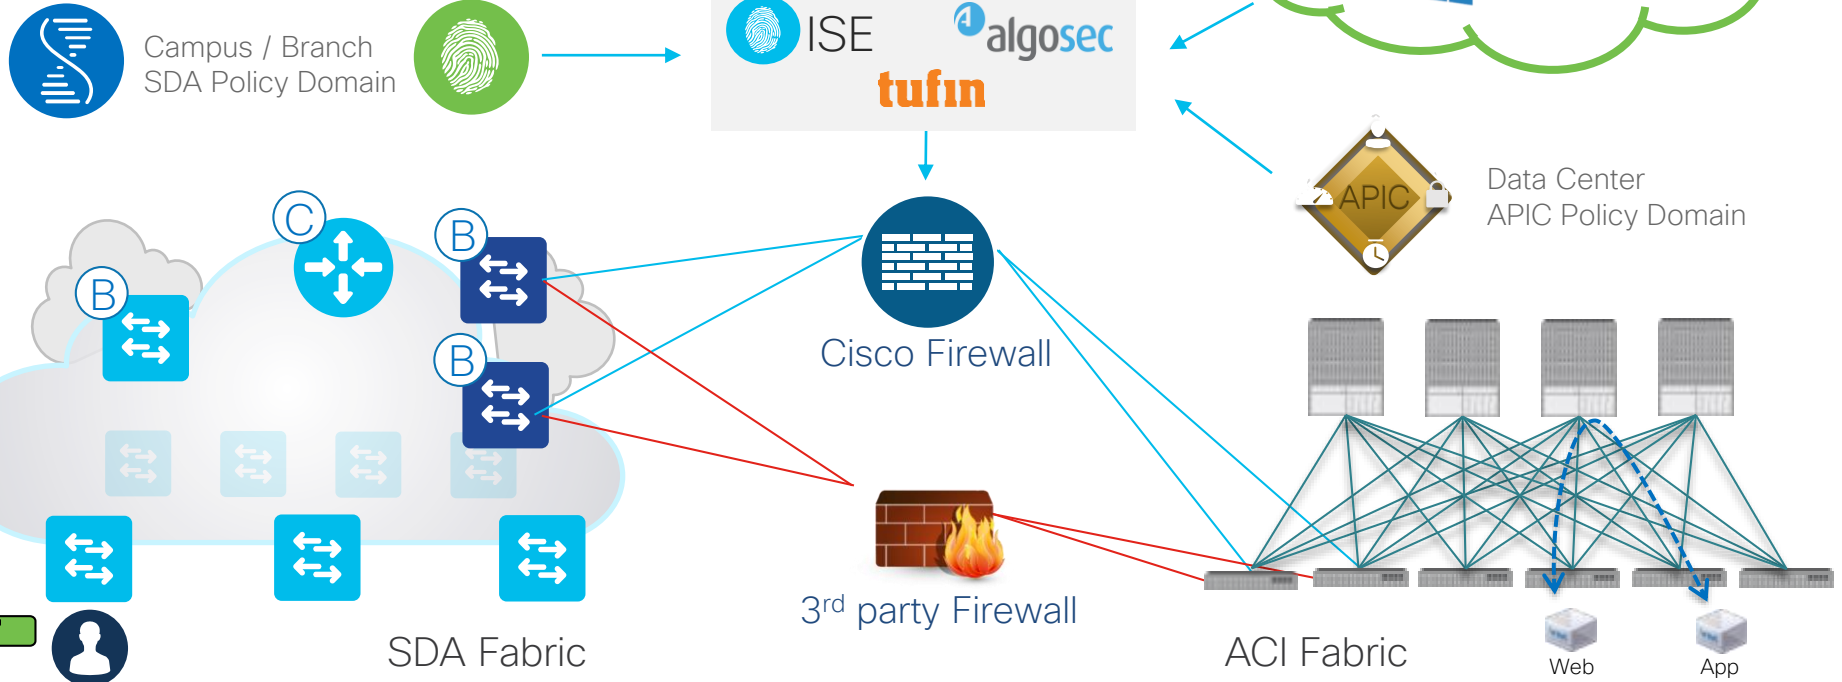 Campus / Branch
SDA Policy Domain
ISE
algosec
tufin
APIC
Data Center
APIC Policy Domain
C
B
B
B
Cisco Firewall
3rd party Firewall
SDA Fabric
ACI Fabric
Web
App